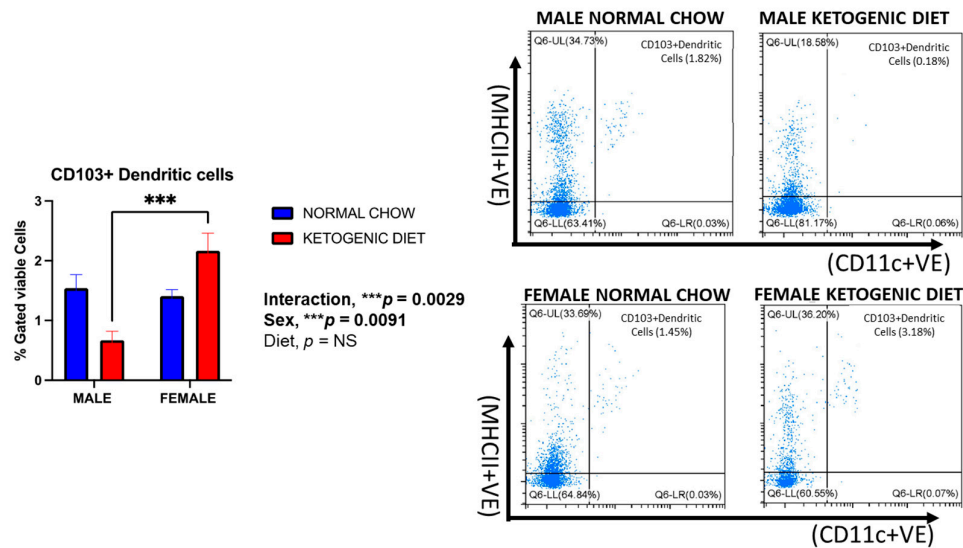 CD103+ Dendritic cells
***
3
2
1
0
% Gated viable Cells
MALE
FEMALE
NORMAL CHOW
KETOGENIC DIET
Interaction, ***p = 0.0029
Sex, ***p = 0.0091
Diet, p = NS
MALE NORMAL CHOW
Q6-UL(34.73%)
CD103+Dendritic
Cells (1.82%)
Q6-LL(63.41%)
Q6-LR(0.03%)
(MHCII+VE)
MALE KETOGENIC DIET
Q6-UL(18.58%)
CD103+Dendritic
Cells (0.18%)
Q6-LL(81.17%)
Q6-LR(0.06%)
(MHCII+VE)
(CD11c+VE)
FEMALE NORMAL CHOW
Q6-UL(33.69%)
CD103+Dendritic
Cells (1.45%)
Q6-LL(64.84%)
Q6-LR(0.03%)
(MHCII+VE)
FEMALE KETOGENIC DIET
Q6-UL(36.20%)
CD103+Dendritic
Cells (3.18%)
Q6-LL(60.55%)
Q6-LR(0.07%)
(MHCII+VE)
(CD11c+VE)